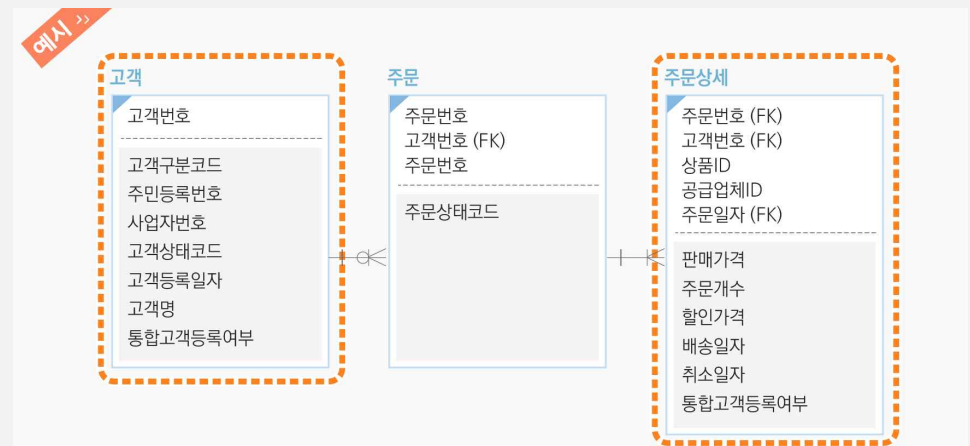 예시 >>
고객
고객번호
고객구분코드
주민등록번호
사업자번호
고객상태코드
고객등록일자
고객명
통합고객등록여부
주문
주문번호
고객번호 (FK)
주문번호
주문상태코드
주문상세
주문번호 (FK)
고객번호 (FK)
상품ID
공급업체ID
주문일자 (FK)
판매가격
주문개수
할인가격
배송일자
취소일자
통합고객등록여부